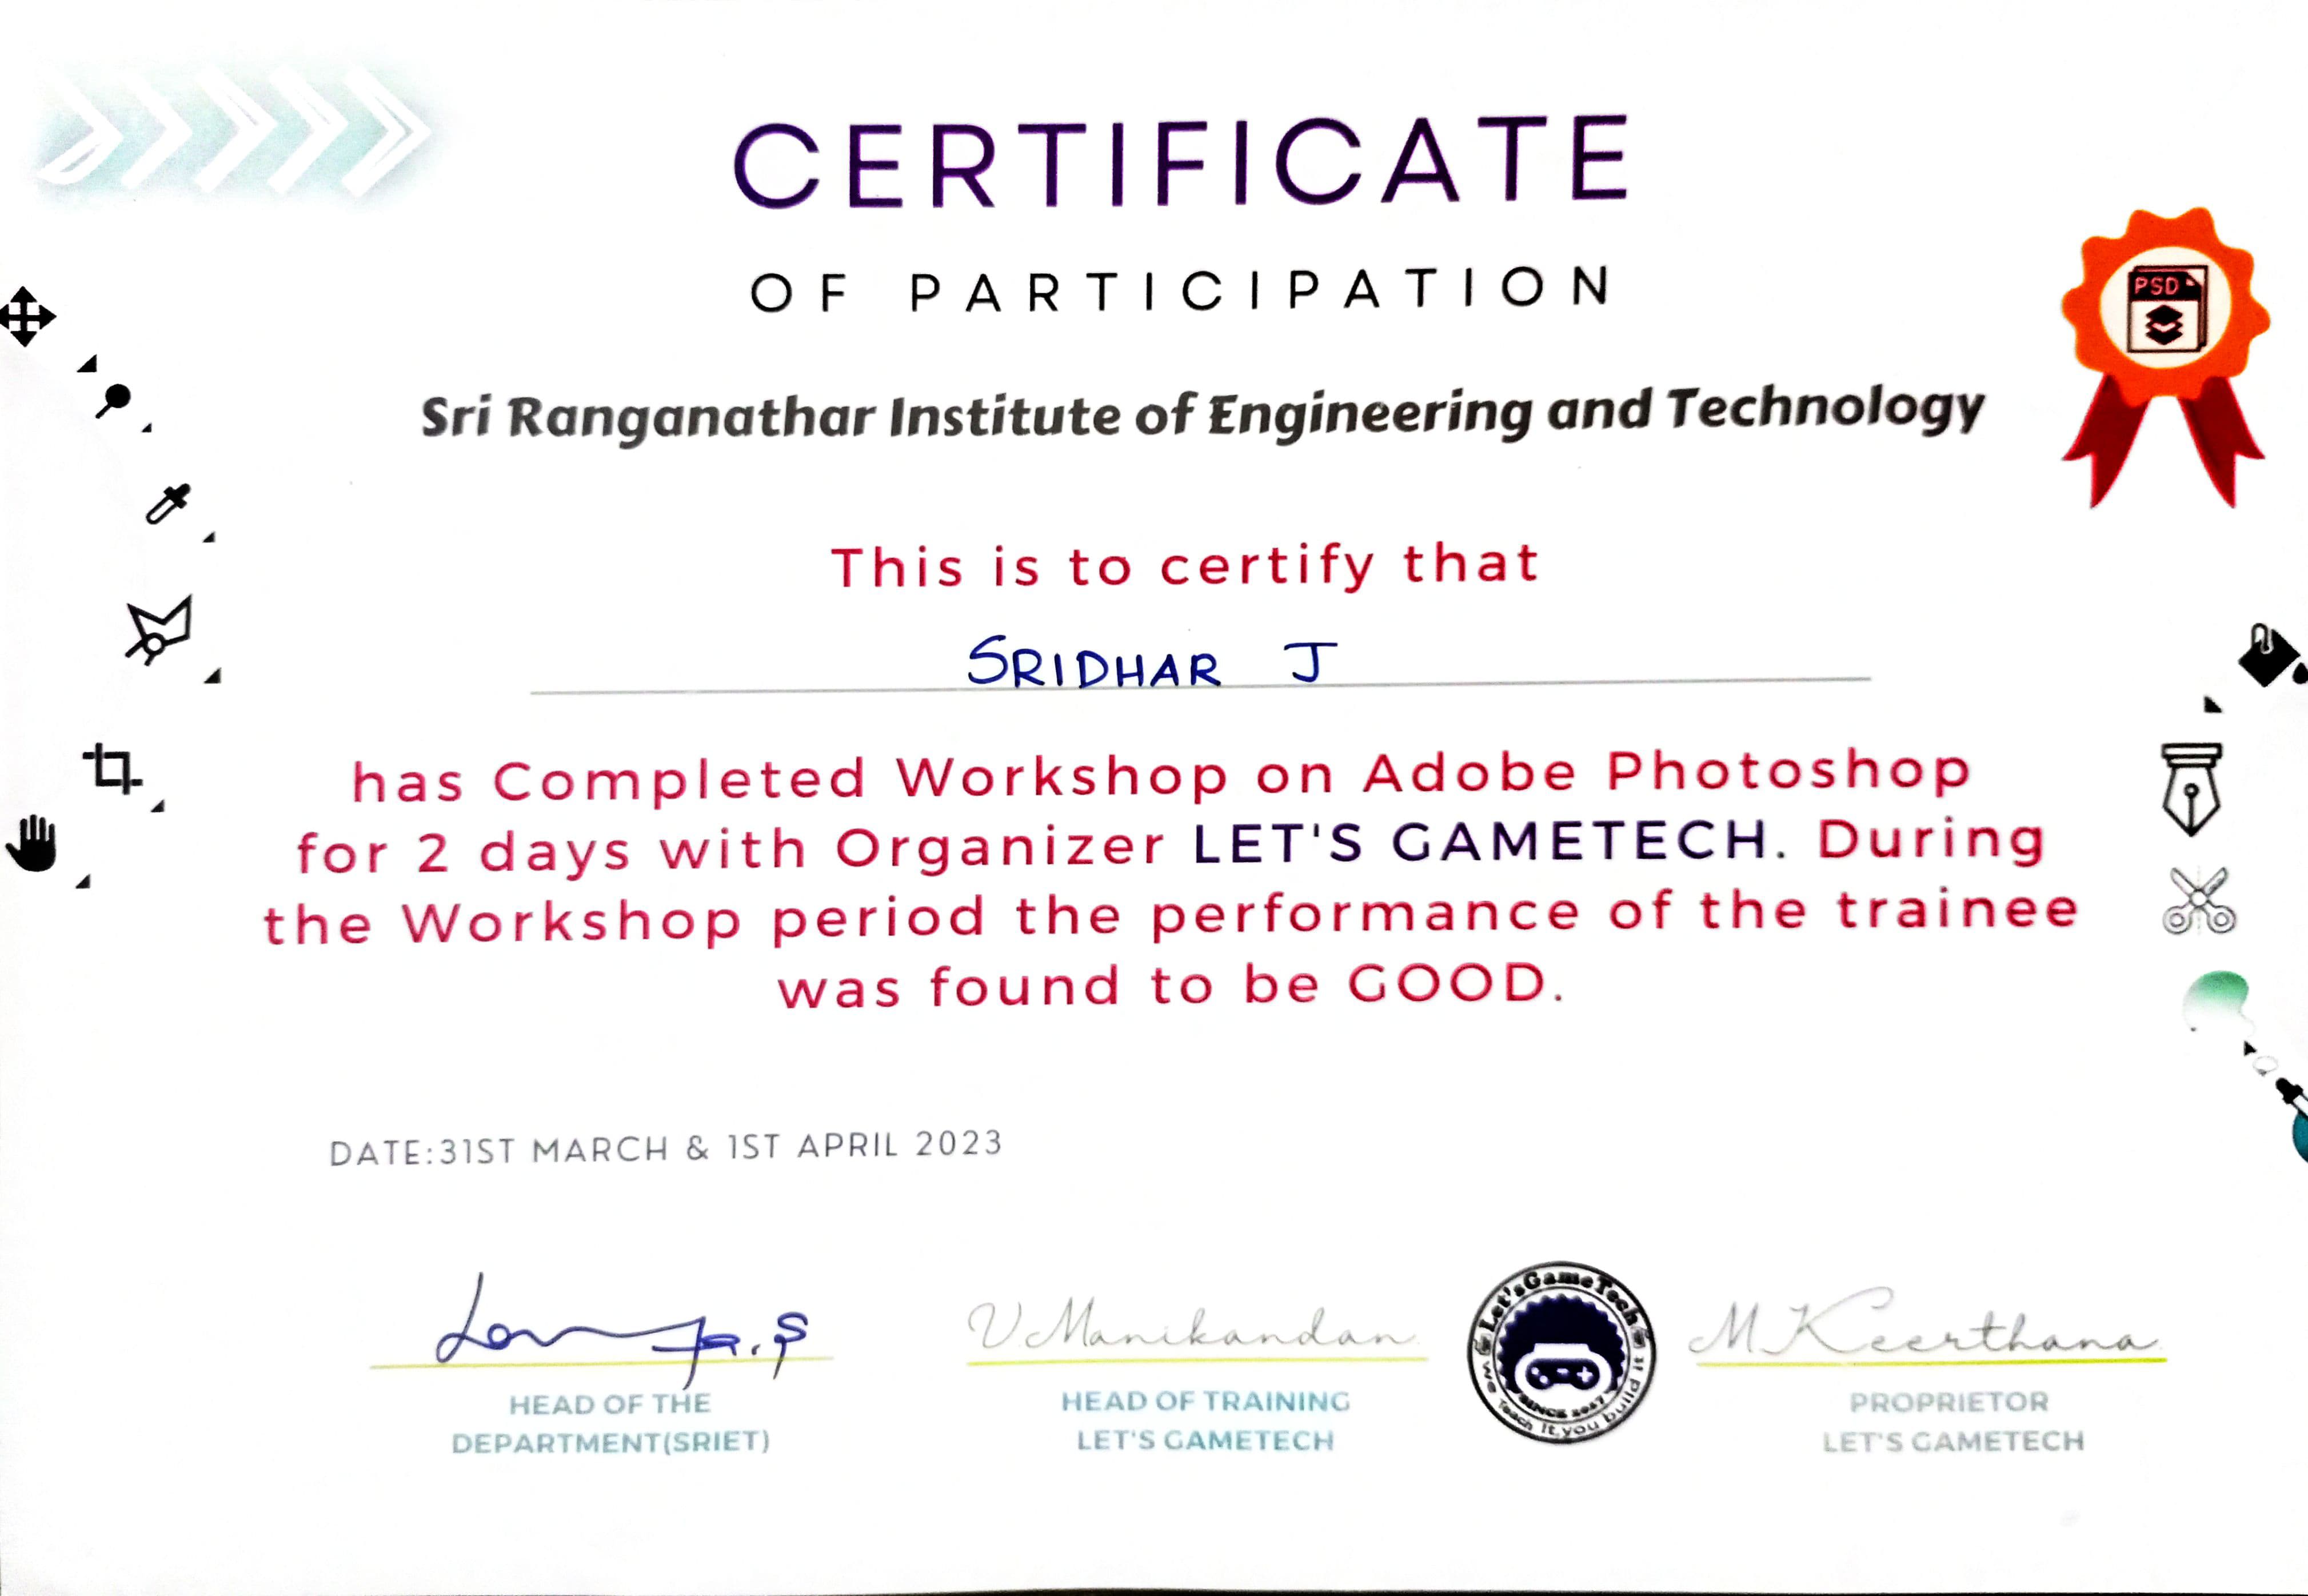 CERTIFICATE
OF PARTICIPATION
PSD
Sri Ranganathar Institute of Engineering and Technology
This is to certify that
SRIDHAR J
has Completed Workshop on Adobe Photoshop
for 2 days with Organizer LET'S GAMETECH. During
the Workshop period the performance of the trainee
was found to be GOOD.
DATE:31ST MARCH & 1ST APRIL 2023
V.Manikandan
M Keerthana
Let'sGameTech
SINCE 2017
We Teach It,you build it
HEAD OF THE
DEPARTMENT(SRIET)
HEAD OF TRAINING
LET'S GAMETECH
PROPRIETOR
LET'S GAMETECH